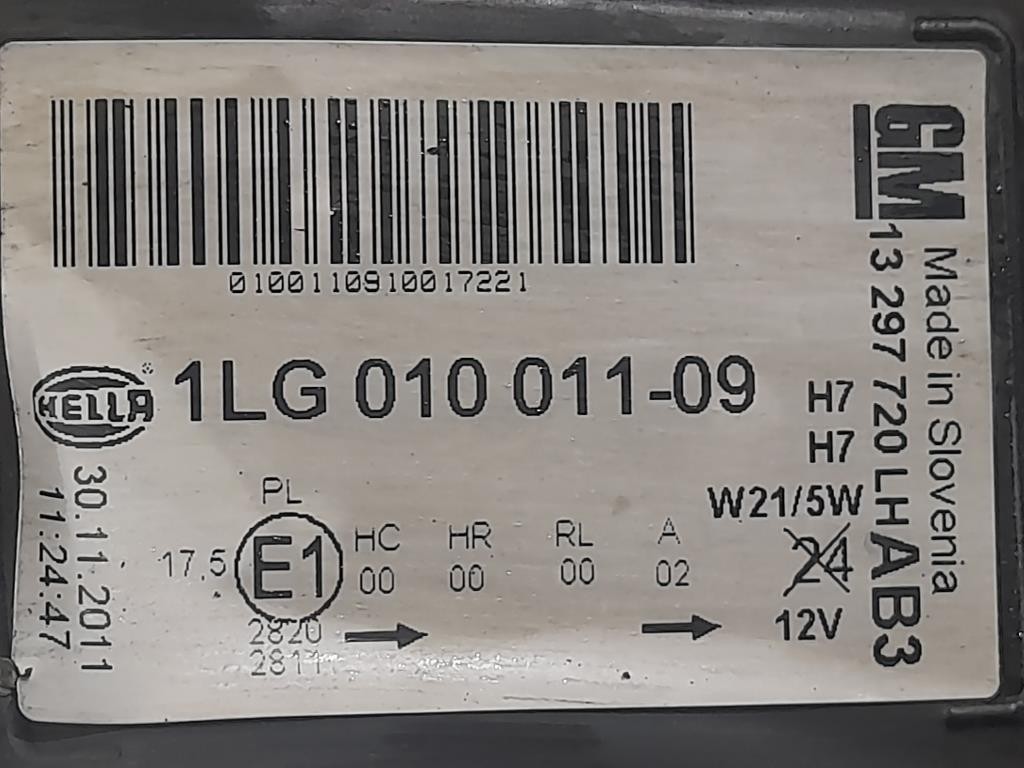 01001109 10017221
HELLA®
1LG 010 011-09
H7
H7
W21/5W
24
12V
PL
17.5
E1
HC
00
HR
00
RL
00
A
02
2820
2811
30.11.2011
11:24:47
GM
13 297 720 LH AB3
Made in Slovenia